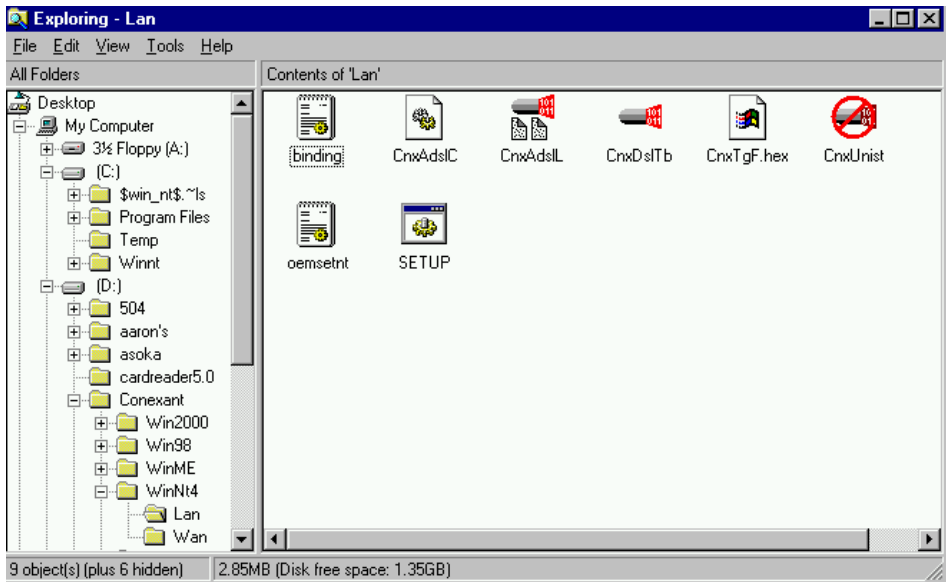 Exploring - Lan
File Edit View Tools Help
All Folders
Contents of 'Lan'
Desktop
My Computer
3½ Floppy (A:)
(C:)
$win_nt$.~ls
Program Files
Temp
Winnt
(D:)
504
aaron's
asoka
cardreader5.0
Conexant
Win2000
Win98
WinME
WinNt4
Lan
Wan
binding CnxAdslC CnxAdslL CnxDslTb CnxTgF.hex CnxUnist
oemsetnt SETUP
9 object(s) (plus 6 hidden) 2.85MB (Disk free space: 1.35GB)